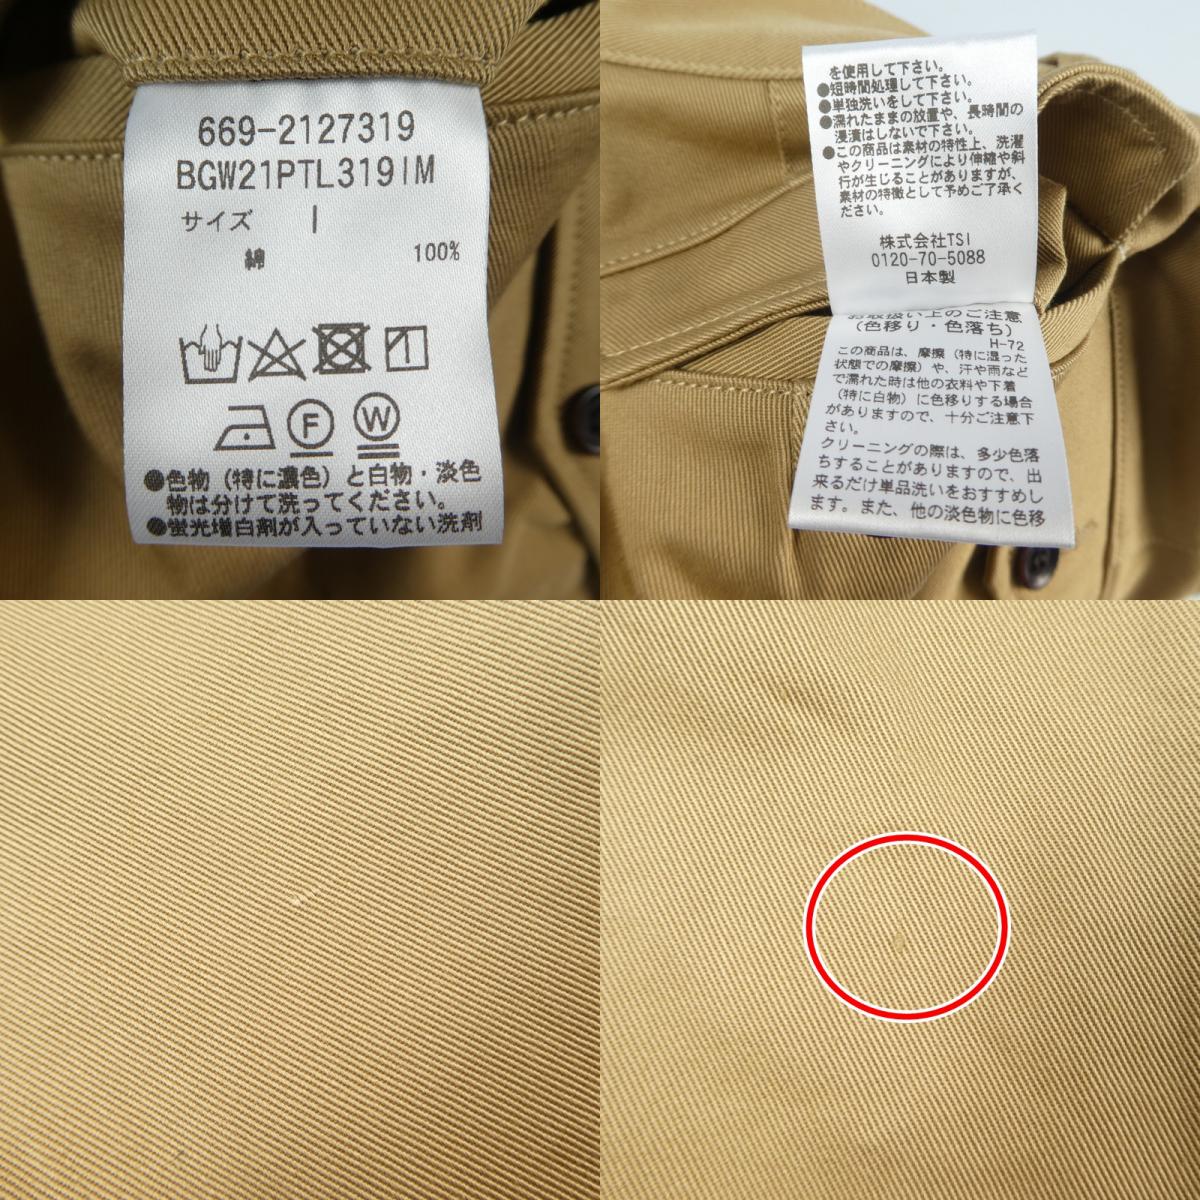 669-2127319
BGW21PTL319IM
サイズ 1
綿 100%
F W
●色物（特に濃色）と白物・淡色
物は分けて洗ってください。
●蛍光増白剤が入っていない洗剤
を使用して下さい。
●短時間処理して下さい。
●単独洗いをして下さい。
●濡れたままの放置や、長時間の
浸漬はしないで下さい。
●この商品は素材の特性上、洗濯
やクリーニングにより伸縮や斜
行が生じることがありますが、
素材の特徴として予めご了承く
ださい。
株式会社TSI
0120-70-5088
日本製
お取扱い上のご注意
（色移り・色落ち）
H-72
この商品は、摩擦（特に湿った
状態での摩擦）や、汗や雨など
で濡れた時は他の衣料や下着
（特に白物）に色移りする場合
がありますので、十分ご注意下
さい。
クリーニングの際は、多少色落
ちすることがありますので、出
来るだけ単品洗いをおすすめし
ます。また、他の淡色物に色移